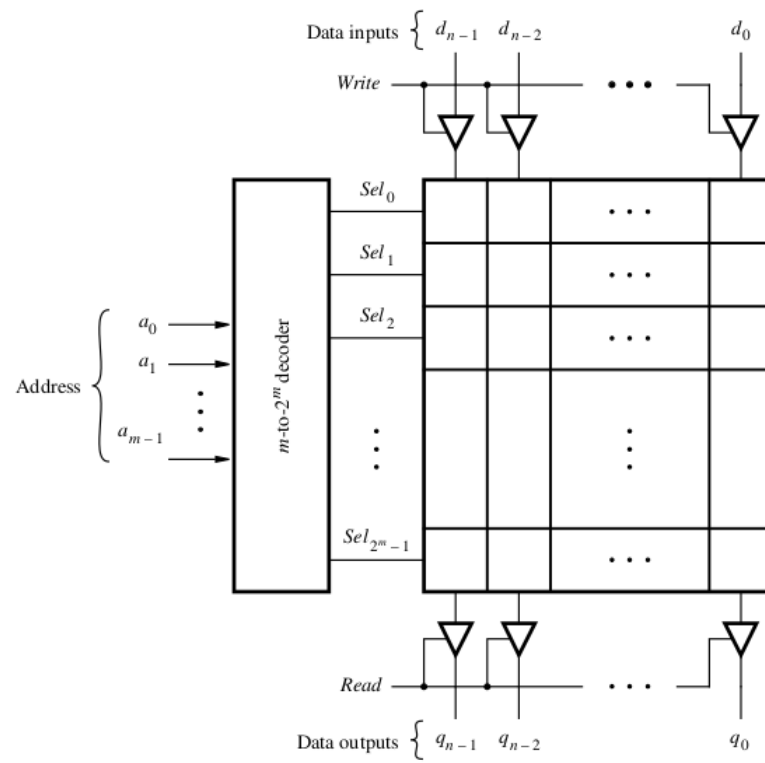 Data inputs { d_{n-1} d_{n-2} d_0
Write
Sel_0
Sel_1
a_0
Sel_2
a_1
Address
m-to-2^m decoder
a_{m-1}
Sel_{2^m-1}
Read
Data outputs { q_{n-1} q_{n-2} q_0